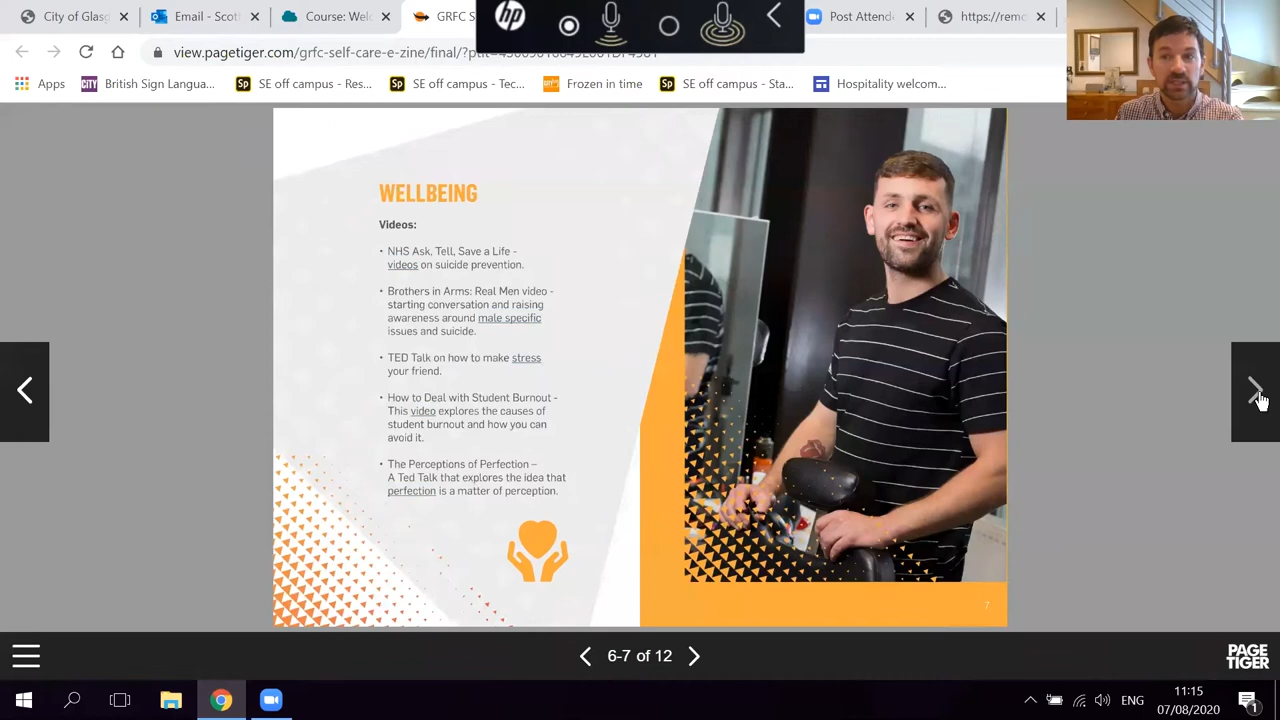 City of Glas
Email - Scot
Course: Wel
GRFC S
hp
Post Attend
https://remo
view.pagetiger.com/grfc-self-care-e-zine/final/
Apps
British Sign Langua...
SE off campus - Res...
SE off campus - Tec...
Frozen in time
SE off campus - Sta...
Hospitality welcom...
WELLBEING
Videos:
• NHS Ask, Tell, Save a Life -
videos on suicide prevention.
• Brothers in Arms: Real Men video -
starting conversation and raising
awareness around male specific
issues and suicide.
• TED Talk on how to make stress
your friend.
• How to Deal with Student Burnout -
This video explores the causes of
student burnout and how you can
avoid it.
• The Perceptions of Perfection –
A Ted Talk that explores the idea that
perfection is a matter of perception.
7
6-7 of 12
PAGE
TIGER
ENG
11:15
07/08/2020
1